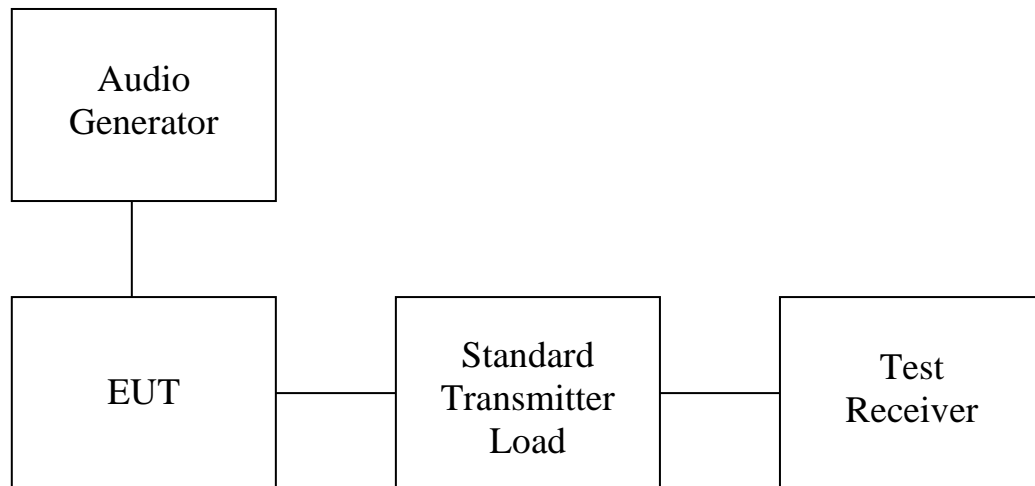 Audio
Generator
EUT
Standard
Transmitter
Load
Test
Receiver